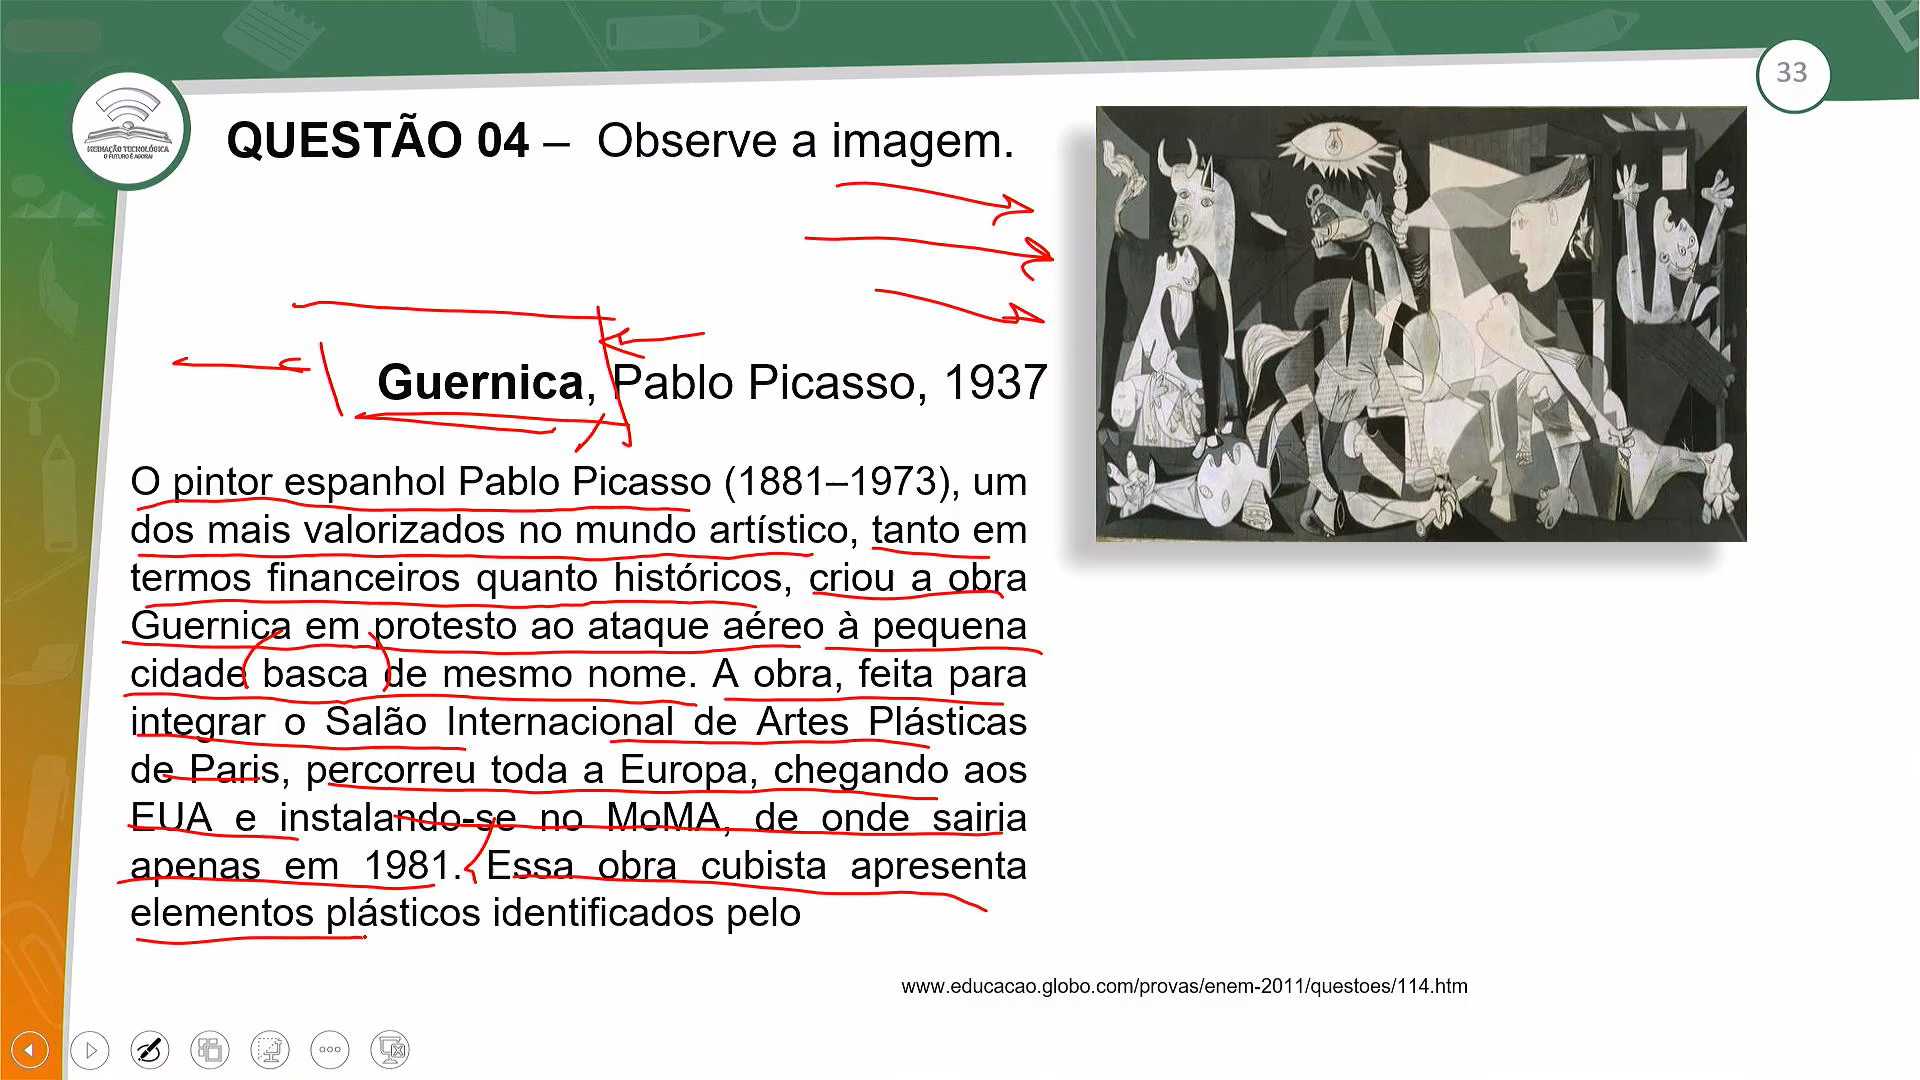 33
MEDIAÇÃO TECNOLÓGICA
O FUTURO É AGORA!
QUESTÃO 04 – Observe a imagem.
Guernica, Pablo Picasso, 1937
O pintor espanhol Pablo Picasso (1881–1973), um
dos mais valorizados no mundo artístico, tanto em
termos financeiros quanto históricos, criou a obra
Guernica em protesto ao ataque aéreo à pequena
cidade basca de mesmo nome. A obra, feita para
integrar o Salão Internacional de Artes Plásticas
de Paris, percorreu toda a Europa, chegando aos
EUA e instalando-se no MoMA, de onde sairia
apenas em 1981. Essa obra cubista apresenta
elementos plásticos identificados pelo
www.educacao.globo.com/provas/enem-2011/questoes/114.htm